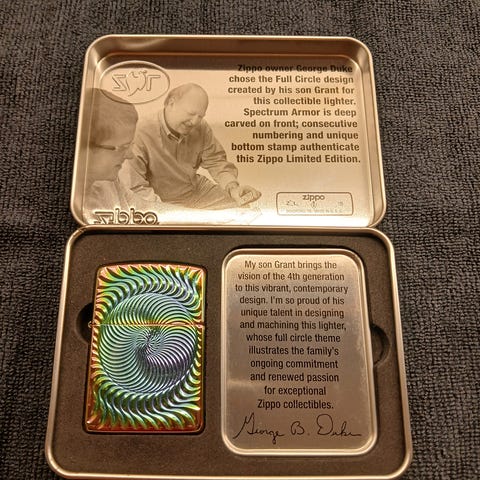 Zippo owner George Duke
chose the Full Circle design
created by his son Grant for
this collectible lighter.
Spectrum Armor is deep
carved on front; consecutive
numbering and unique
bottom stamp authenticate
this Zippo Limited Edition.
zippo
zippo
My son Grant brings the
vision of the 4th generation
to this vibrant, contemporary
design. I'm so proud of his
unique talent in designing
and machining this lighter,
whose full circle theme
illustrates the family's
ongoing commitment
and renewed passion
for exceptional
Zippo collectibles.
George B. Duke